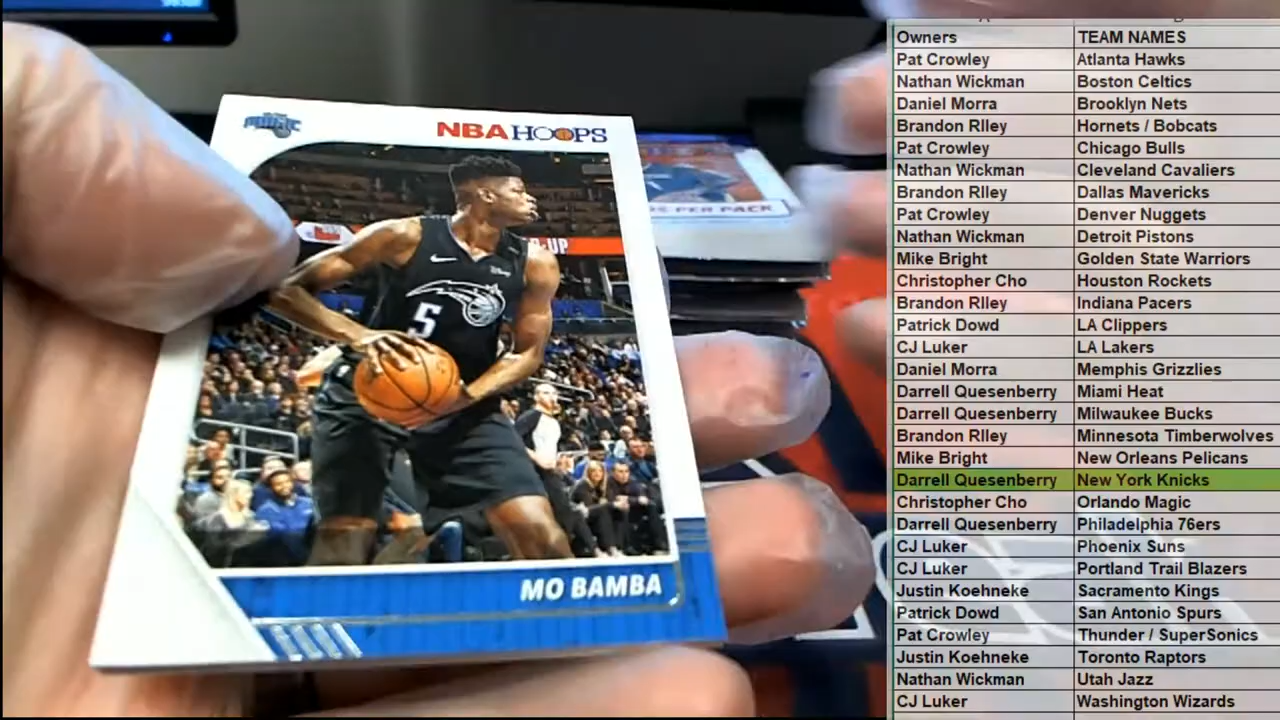 MAGIC
NBA HOOPS
RS PER PACK
-UP
5
MO BAMBA
Owners TEAM NAMES
Pat Crowley Atlanta Hawks
Nathan Wickman Boston Celtics
Daniel Morra Brooklyn Nets
Brandon RIley Hornets / Bobcats
Pat Crowley Chicago Bulls
Nathan Wickman Cleveland Cavaliers
Brandon RIley Dallas Mavericks
Pat Crowley Denver Nuggets
Nathan Wickman Detroit Pistons
Mike Bright Golden State Warriors
Christopher Cho Houston Rockets
Brandon RIley Indiana Pacers
Patrick Dowd LA Clippers
CJ Luker LA Lakers
Daniel Morra Memphis Grizzlies
Darrell Quesenberry Miami Heat
Darrell Quesenberry Milwaukee Bucks
Brandon RIley Minnesota Timberwolves
Mike Bright New Orleans Pelicans
Darrell Quesenberry New York Knicks
Christopher Cho Orlando Magic
Darrell Quesenberry Philadelphia 76ers
CJ Luker Phoenix Suns
CJ Luker Portland Trail Blazers
Justin Koehneke Sacramento Kings
Patrick Dowd San Antonio Spurs
Pat Crowley Thunder / SuperSonics
Justin Koehneke Toronto Raptors
Nathan Wickman Utah Jazz
CJ Luker Washington Wizards